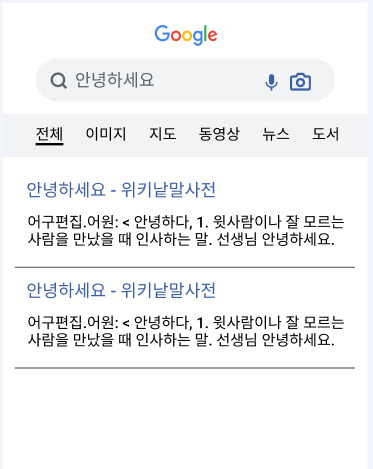 Google
안녕하세요
전체 이미지 지도 동영상 뉴스 도서
안녕하세요 - 위키낱말사전
어구편집.어원: < 안녕하다, 1. 윗사람이나 잘 모르는
사람을 만났을 때 인사하는 말. 선생님 안녕하세요.
안녕하세요 - 위키낱말사전
어구편집.어원: < 안녕하다, 1. 윗사람이나 잘 모르는
사람을 만났을 때 인사하는 말. 선생님 안녕하세요.